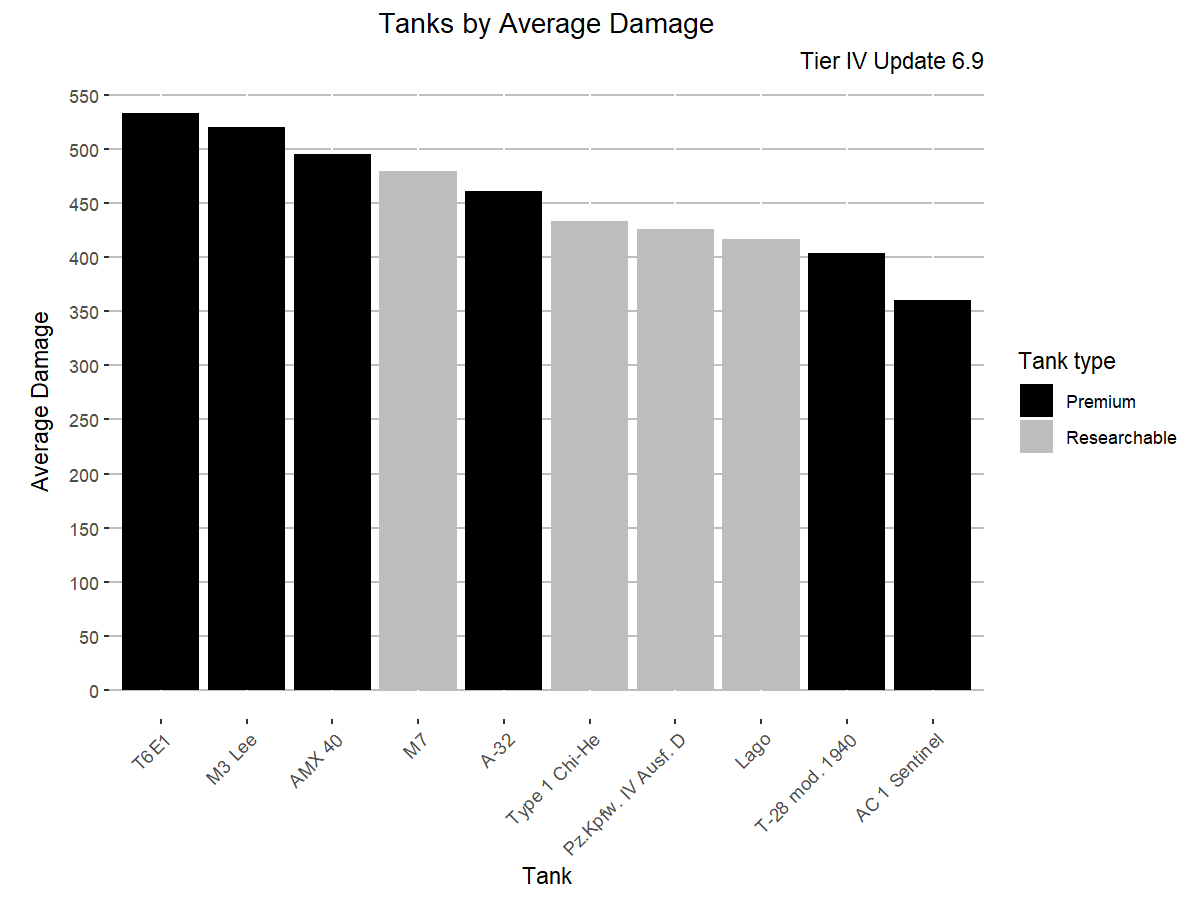 Tanks by Average Damage
Tier IV Update 6.9
Average Damage
550
500
450
400
350
300
250
200
150
100
50
0
T6E1
M3 Lee
AMX 40
M7
A-32
Type 1 Chi-He
Pz.Kpfw. IV Ausf. D
Lago
T-28 mod. 1940
AC 1 Sentinel
Tank
Tank type
Premium
Researchable